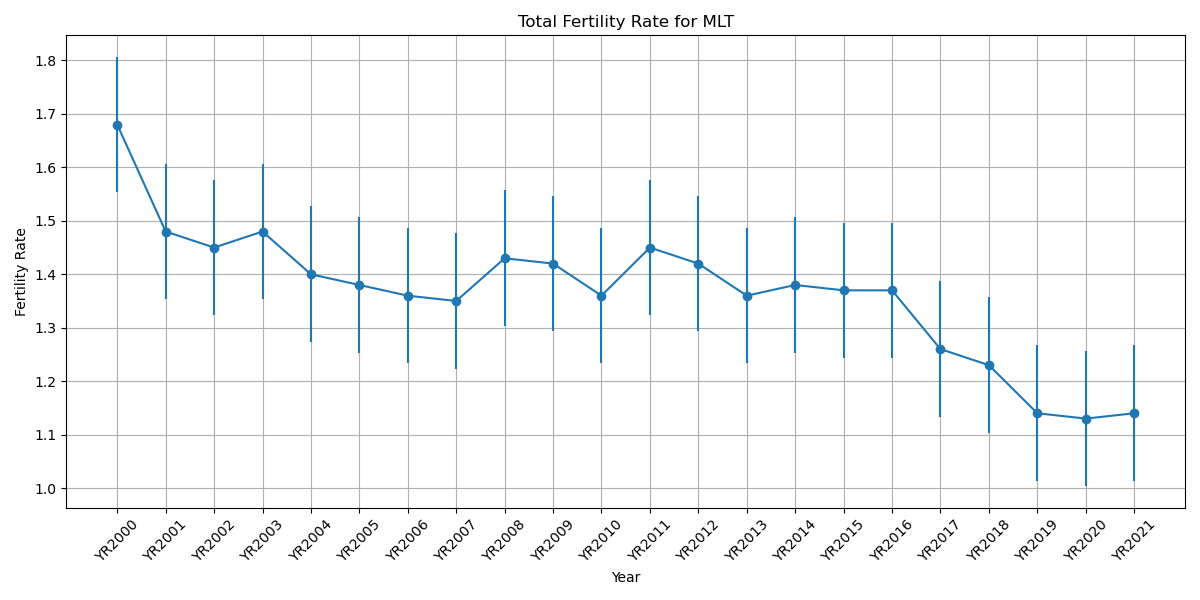 Total Fertility Rate for MLT
Fertility Rate
1.8
1.7
1.6
1.5
1.4
1.3
1.2
1.1
1.0
YR2000
YR2001
YR2002
YR2003
YR2004
YR2005
YR2006
YR2007
YR2008
YR2009
YR2010
YR2011
YR2012
YR2013
YR2014
YR2015
YR2016
YR2017
YR2018
YR2019
YR2020
YR2021
Year